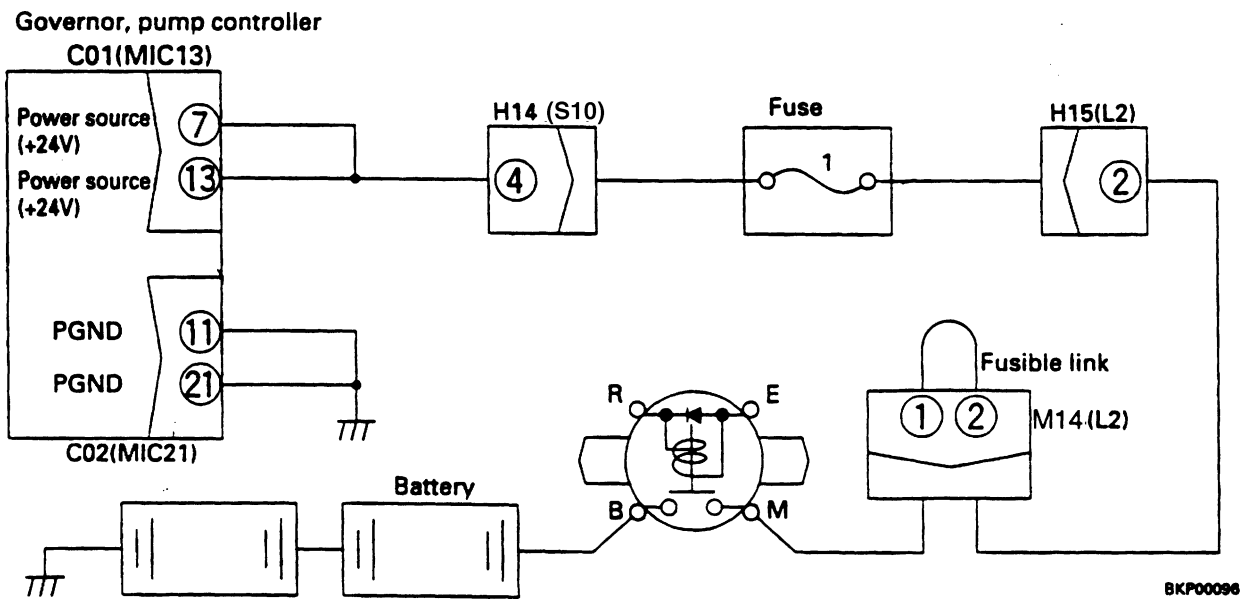 Governor, pump controller
C01(MIC13)
Power source
(+24V)
7
Power source
(+24V)
13
H14 (S10)
4
Fuse
1
H15(L2)
2
PGND
11
PGND
21
C02(MIC21)
Fusible link
1
2
M14 (L2)
R
E
B
M
Battery
BKP00096